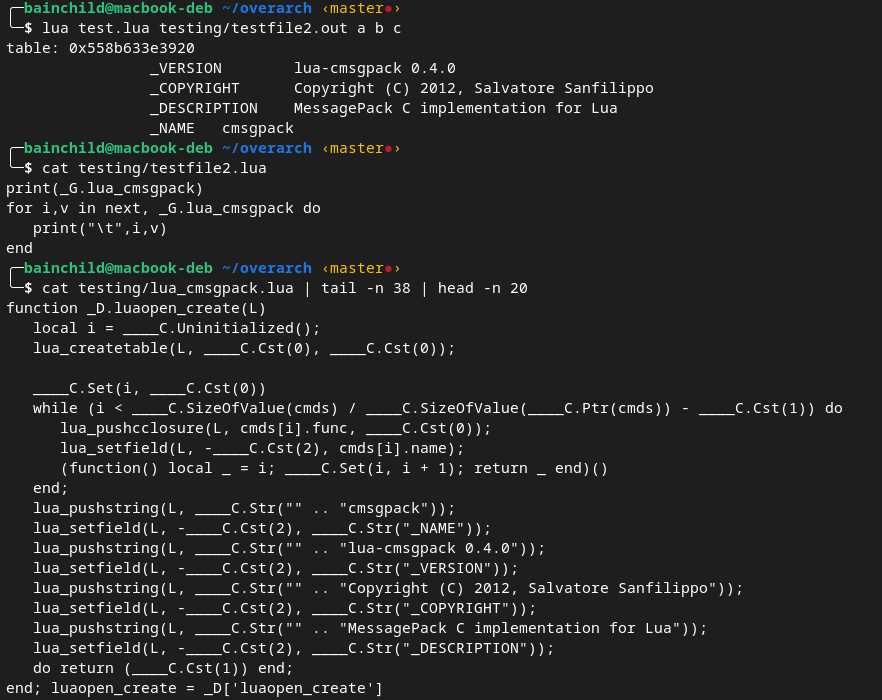 ╭─bainchild@macbook-deb ~/overarch ‹master●›
╰─$ lua test.lua testing/testfile2.out a b c
table: 0x558b633e3920
                _VERSION        lua-cmsgpack 0.4.0
                _COPYRIGHT      Copyright (C) 2012, Salvatore Sanfilippo
                _DESCRIPTION    MessagePack C implementation for Lua
                _NAME   cmsgpack
╭─bainchild@macbook-deb ~/overarch ‹master●›
╰─$ cat testing/testfile2.lua
print(_G.lua_cmsgpack)
for i,v in next, _G.lua_cmsgpack do
   print("\t",i,v)
end
╭─bainchild@macbook-deb ~/overarch ‹master●›
╰─$ cat testing/lua_cmsgpack.lua | tail -n 38 | head -n 20
function _D.luaopen_create(L)
   local i = ____C.Uninitialized();
   lua_createtable(L, ____C.Cst(0), ____C.Cst(0));

   ____C.Set(i, ____C.Cst(0))
   while (i < ____C.SizeOfValue(cmds) / ____C.SizeOfValue(____C.Ptr(cmds)) - ____C.Cst(1)) do
      lua_pushcclosure(L, cmds[i].func, ____C.Cst(0));
      lua_setfield(L, -____C.Cst(2), cmds[i].name);
      (function() local _ = i; ____C.Set(i, i + 1); return _ end)()
   end;
   lua_pushstring(L, ____C.Str("" .. "cmsgpack"));
   lua_setfield(L, -____C.Cst(2), ____C.Str("_NAME"));
   lua_pushstring(L, ____C.Str("" .. "lua-cmsgpack 0.4.0"));
   lua_setfield(L, -____C.Cst(2), ____C.Str("_VERSION"));
   lua_pushstring(L, ____C.Str("" .. "Copyright (C) 2012, Salvatore Sanfilippo"));
   lua_setfield(L, -____C.Cst(2), ____C.Str("_COPYRIGHT"));
   lua_pushstring(L, ____C.Str("" .. "MessagePack C implementation for Lua"));
   lua_setfield(L, -____C.Cst(2), ____C.Str("_DESCRIPTION"));
   do return (____C.Cst(1)) end;
end; luaopen_create = _D['luaopen_create']